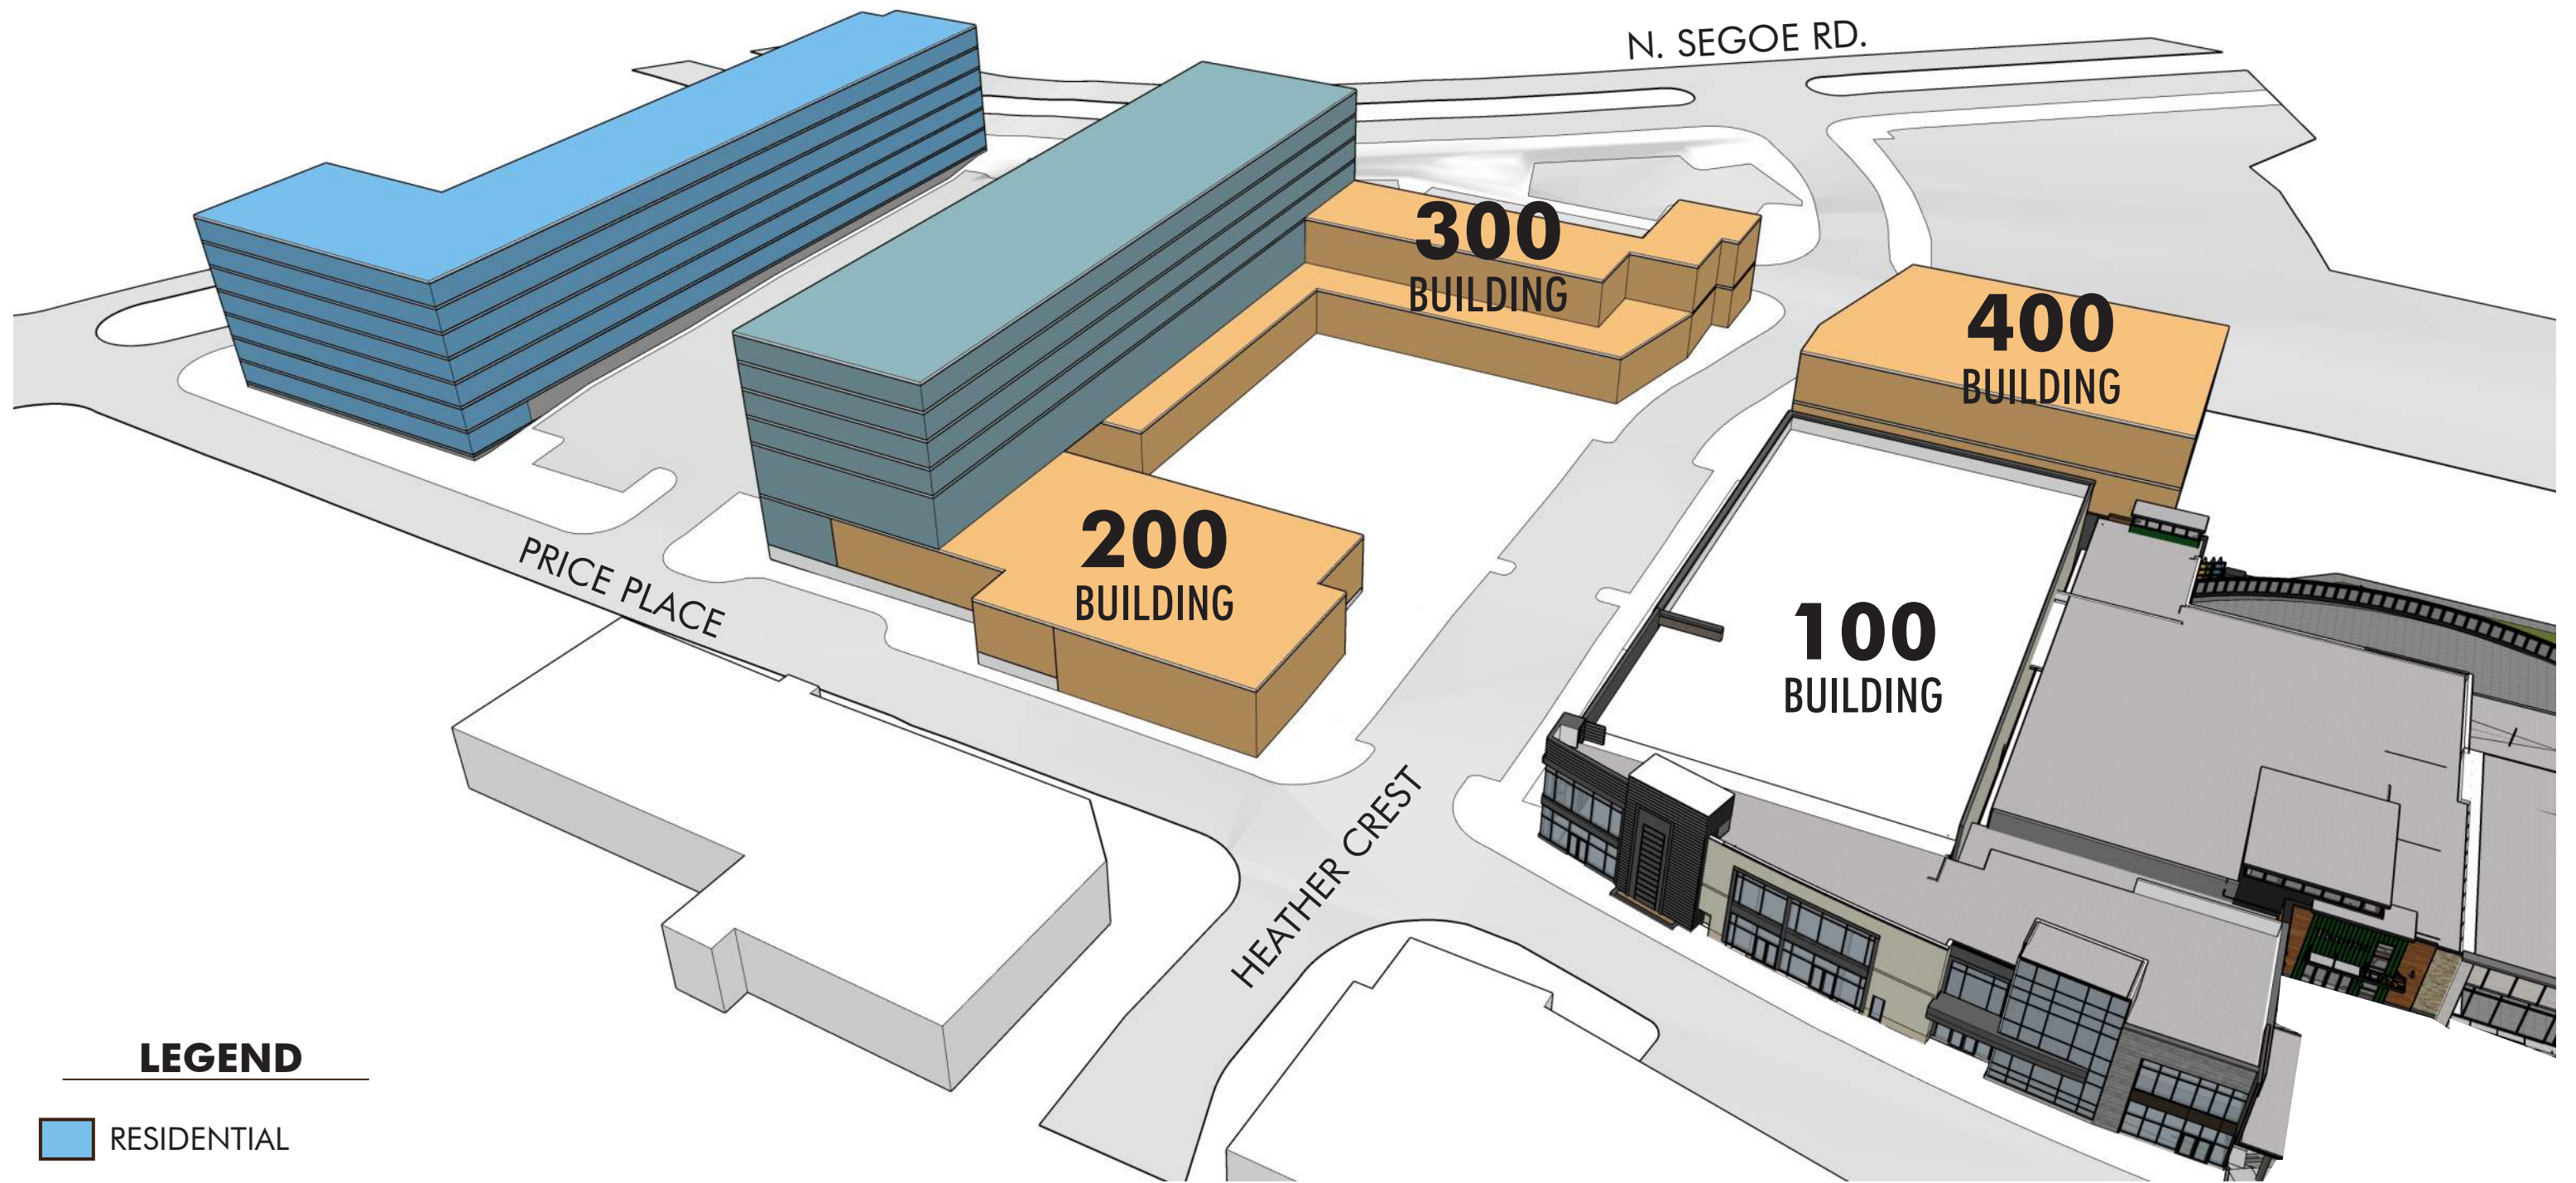 N. SEGOE RD.
300
BUILDING
400
BUILDING
200
BUILDING
PRICE PLACE
100
BUILDING
HEATHER CREST
LEGEND
RESIDENTIAL